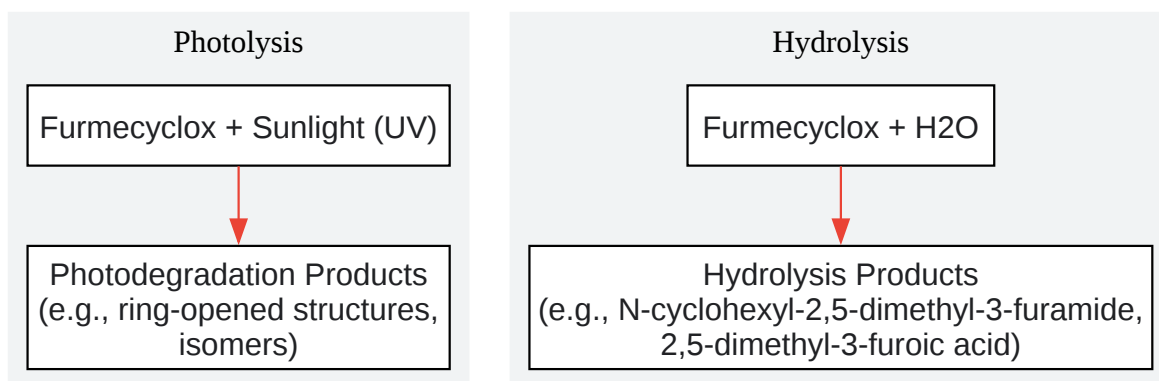 Photolysis
Furmecyclox + Sunlight (UV)
Photodegradation Products
(e.g., ring-opened structures,
isomers)
Hydrolysis
Furmecyclox + H2O
Hydrolysis Products
(e.g., N-cyclohexyl-2,5-dimethyl-3-furamide,
2,5-dimethyl-3-furoic acid)